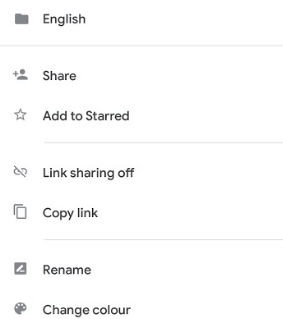 English
Share
Add to Starred
Link sharing off
Copy link
Rename
Change colour